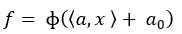 f = ф(⟨a, x ⟩ + a₀)